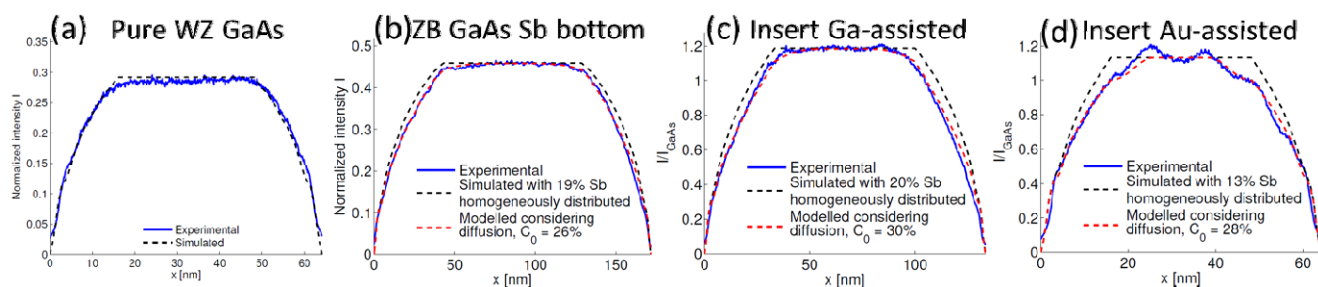 (a) Pure WZ GaAs
Normalized intensity I
0.35
0.3
0.25
0.2
0.15
0.1
0.05
0
Experimental
Simulated
0 10 20 30 40 50 60
x [nm]
(b) ZB GaAs Sb bottom
Normalized intensity I
0.5
0.4
0.3
0.2
0.1
0
Experimental
Simulated with 19% Sb
homogeneously distributed
Modelled considering
diffusion, C0 = 26%
0 50 100 150
x [nm]
(c) Insert Ga-assisted
I/IGaAs
1.2
1.0
0.8
0.6
0.4
0.2
0
Experimental
Simulated with 20% Sb
homogeneously distributed
Modelled considering
diffusion, C0 = 30%
0 50 100
x [nm]
(d) Insert Au-assisted
I/IGaAs
1.2
1.0
0.8
0.6
0.4
0.2
0
Experimental
Simulated with 13% Sb
homogeneously distributed
Modelled considering
diffusion, C0 = 28%
0 20 40 60
x [nm]